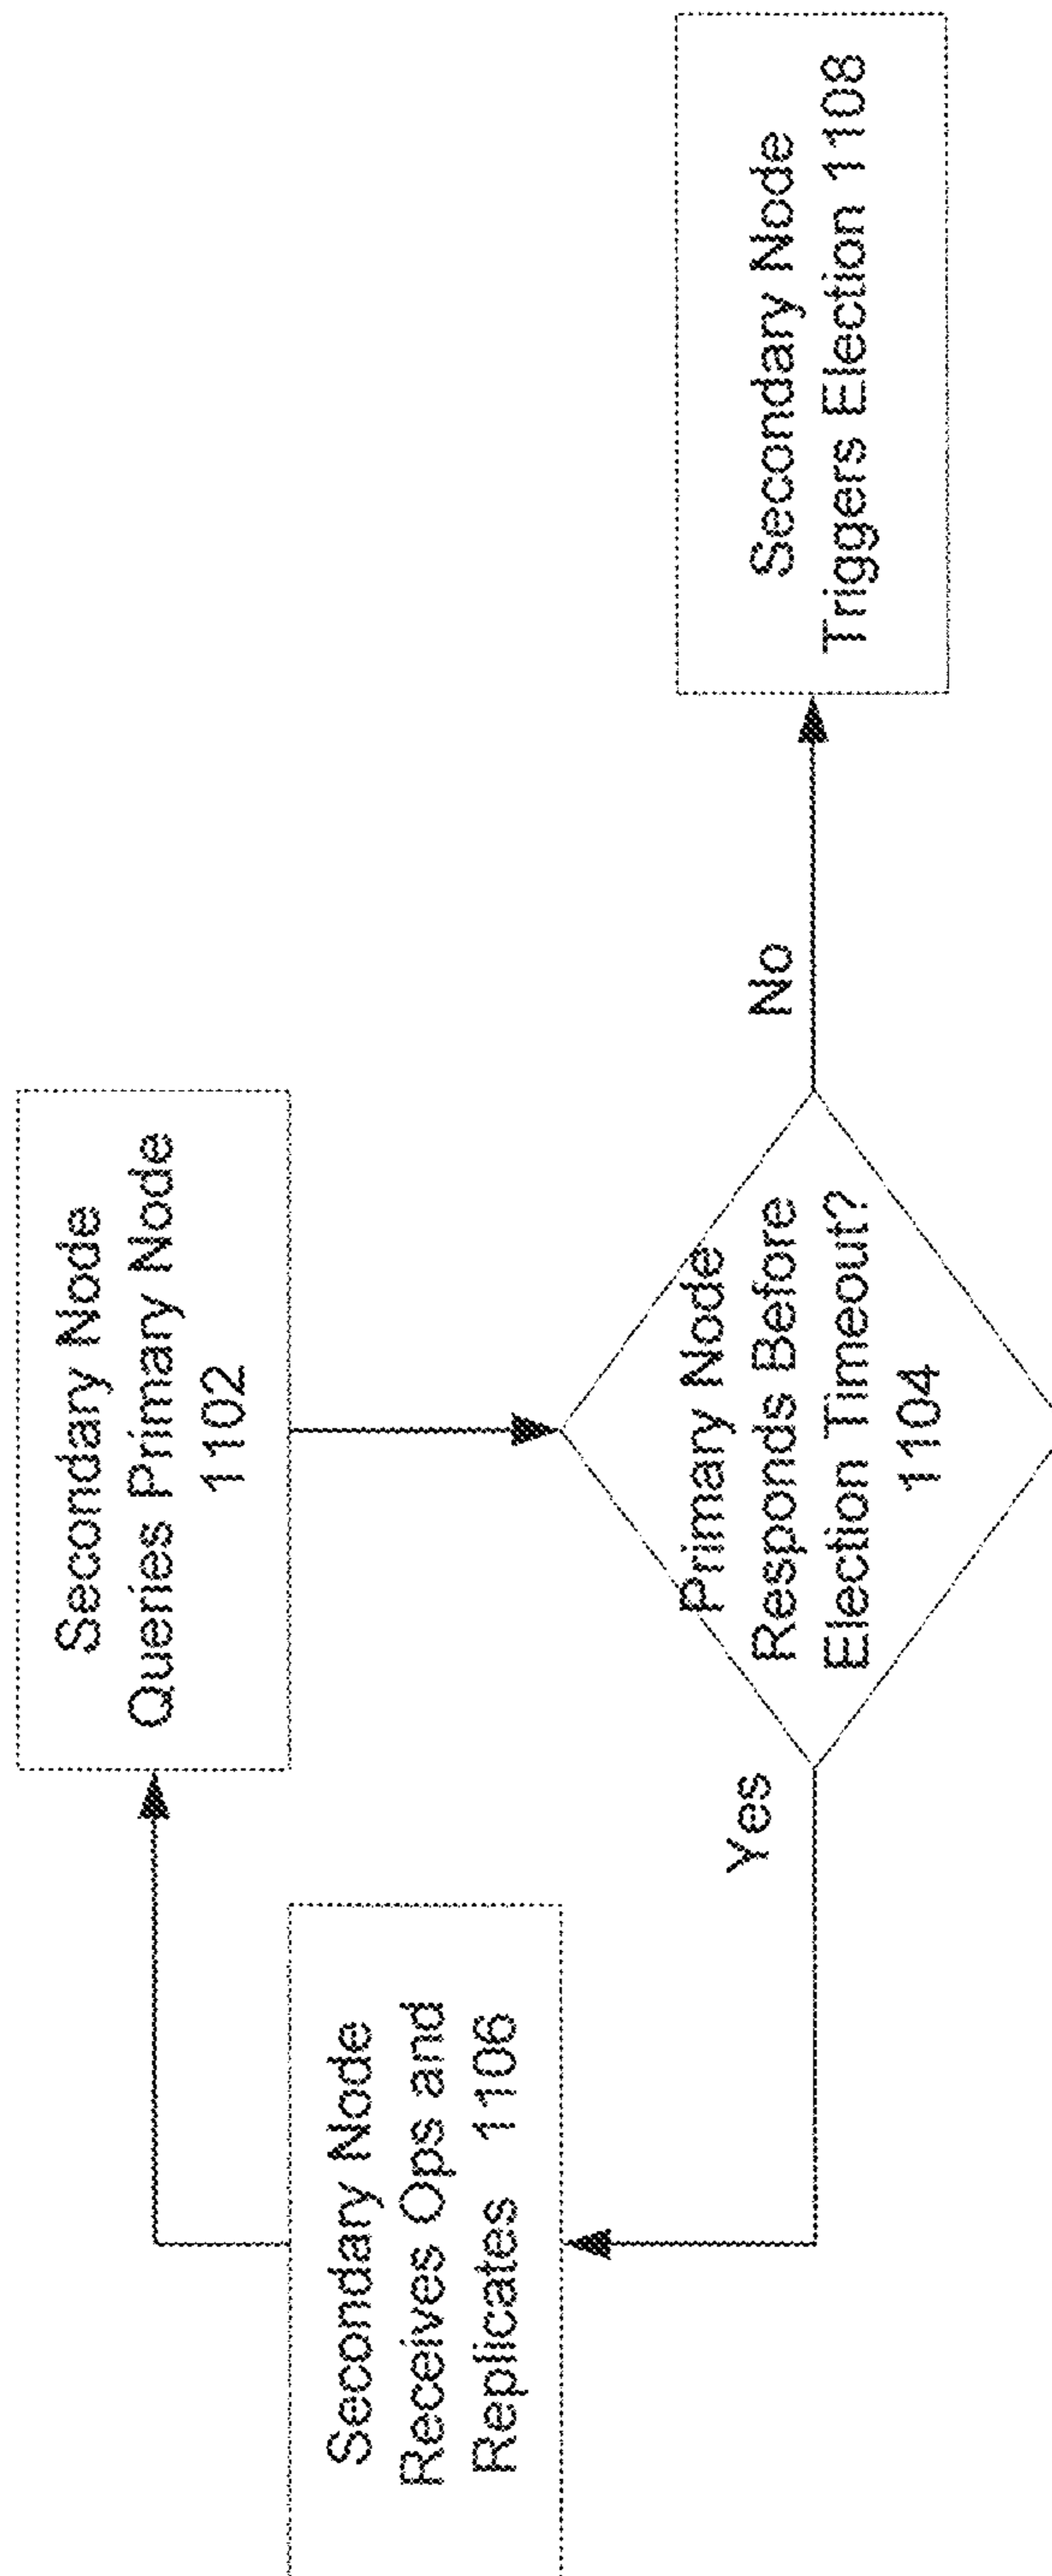 Secondary Node
Queries Primary Node
1102
Primary Node
Responds Before
Election Timeout?
1104
Yes
No
Secondary Node
Receives Ops and
Replicates 1106
Secondary Node
Triggers Election 1108